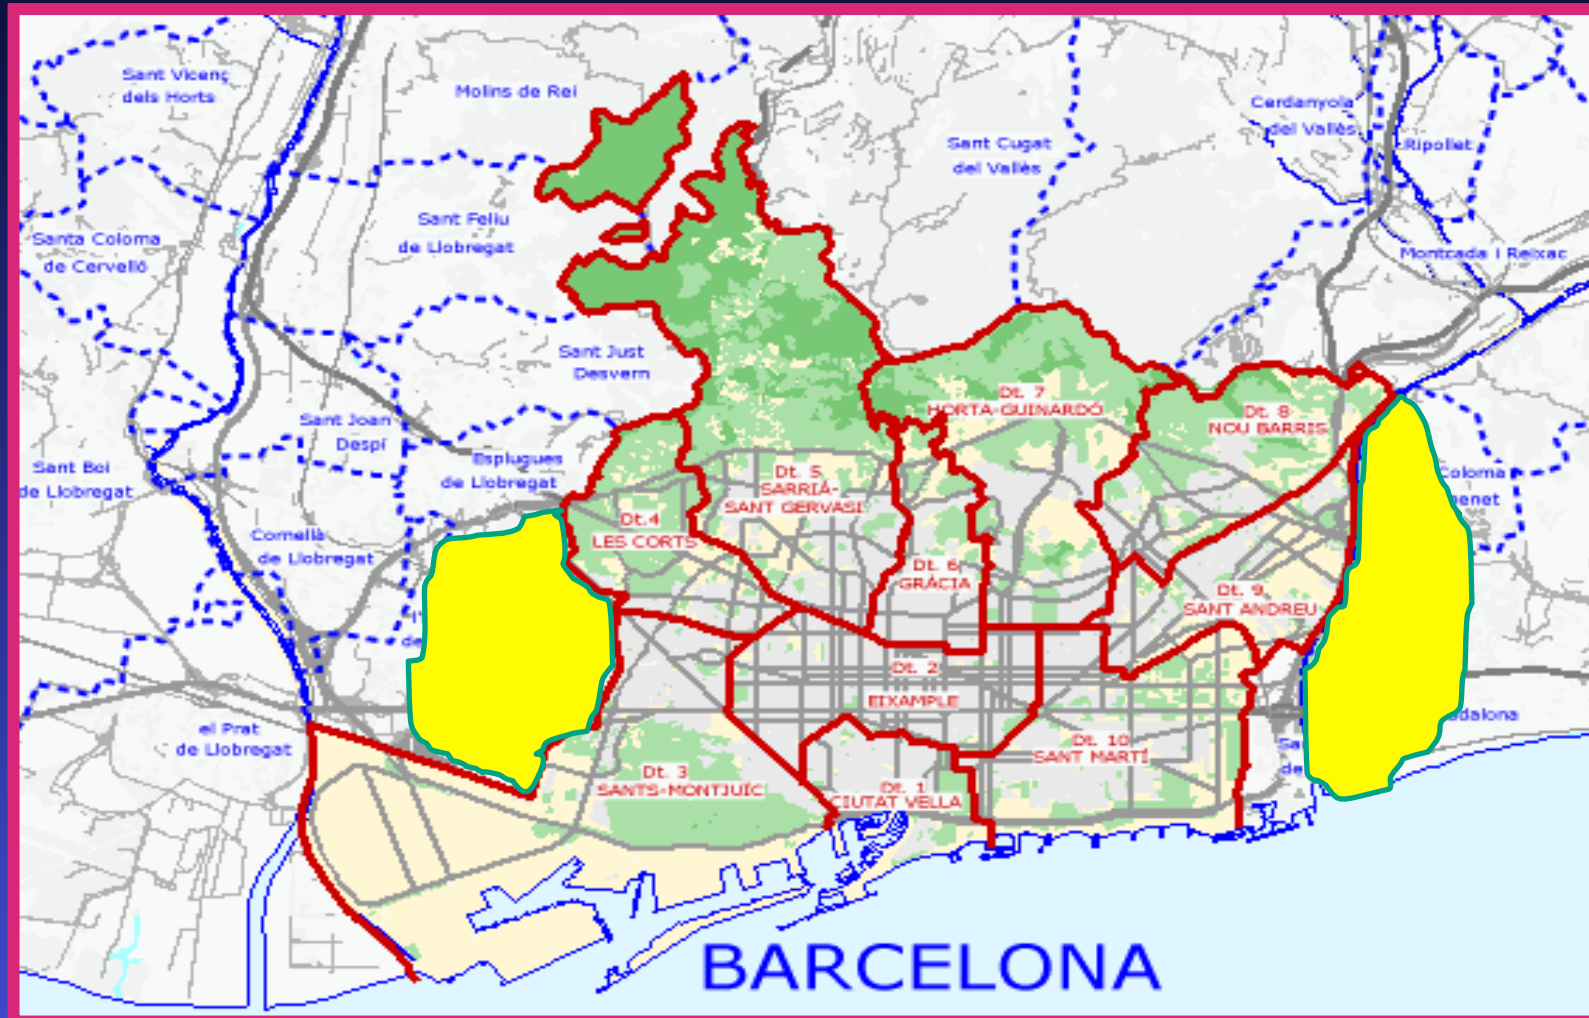 Sant Vicenç
dels Horts
Molins de Rei
Cerdanyola
del Vallès
Ripollet
Sant Cugat
del Vallès
Santa Coloma
de Cervelló
Sant Feliu
de Llobregat
Montcada i Reixac
Sant Just
Desvern
Dt. 7
HORTA-GUINARDÓ
Dt. 8
NOU BARRIS
Sant Joan
Despí
Sant Boi
de Llobregat
Esplugues
de Llobregat
Dt. 5
SARRIÀ-
SANT GERVASI
Coloma
Dt.4
LES CORTS
Cornellà
de Llobregat
Dt. 6
GRÀCIA
Dt. 9
SANT ANDREU
Dt. 2
EIXAMPLE
el Prat
de Llobregat
Dt. 10
SANT MARTÍ
Dt. 3
SANTS-MONTJUÏC
Dt. 1
CIUTAT VELLA
BARCELONA